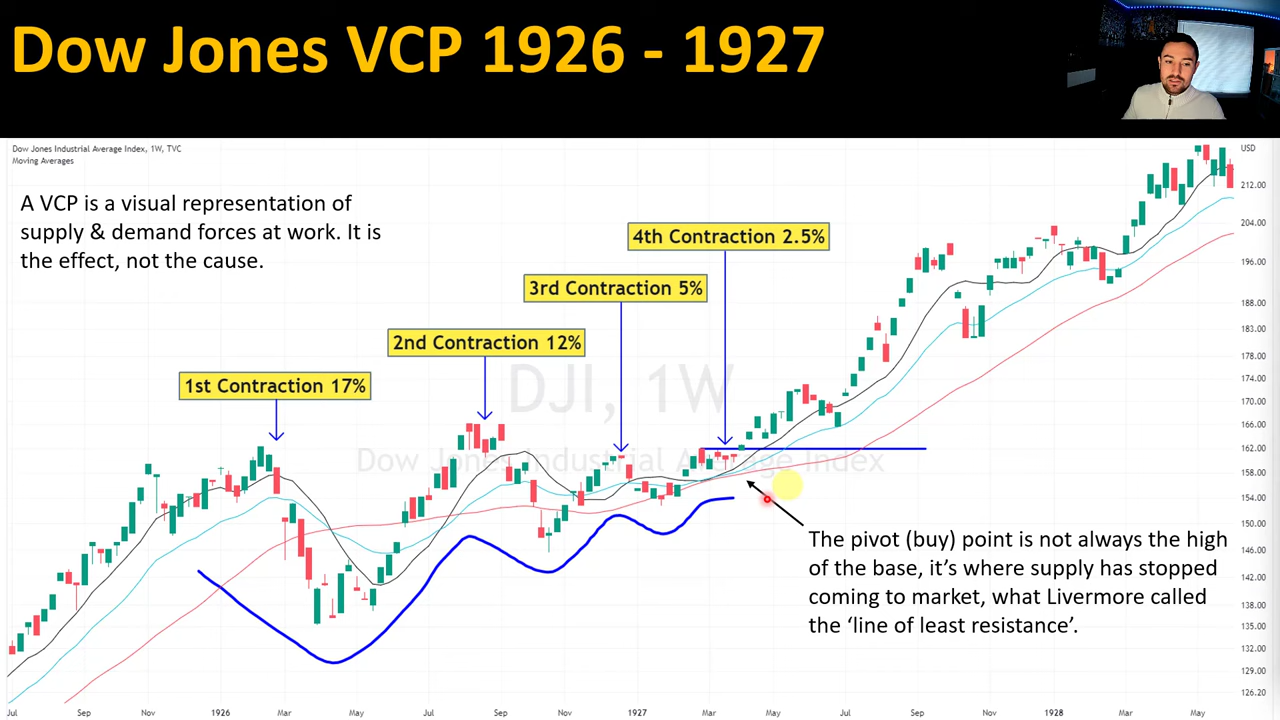 Dow Jones VCP 1926 - 1927
Dow Jones Industrial Average Index, 1W, TVC
Moving Averages
USD
A VCP is a visual representation of
supply & demand forces at work. It is
the effect, not the cause.
4th Contraction 2.5%
3rd Contraction 5%
2nd Contraction 12%
1st Contraction 17%
DJI, 1W
Dow Jones Industrial Average Index
The pivot (buy) point is not always the high
of the base, it's where supply has stopped
coming to market, what Livermore called
the 'line of least resistance'.
212.00
204.00
196.00
188.00
183.00
178.00
174.00
170.00
166.00
162.00
158.00
154.00
150.00
146.00
142.00
138.00
135.00
132.00
129.00
126.20
Jul Sep Nov 1926 Mar May Jul Sep Nov 1927 Mar May Jul Sep Nov 1928 Mar May